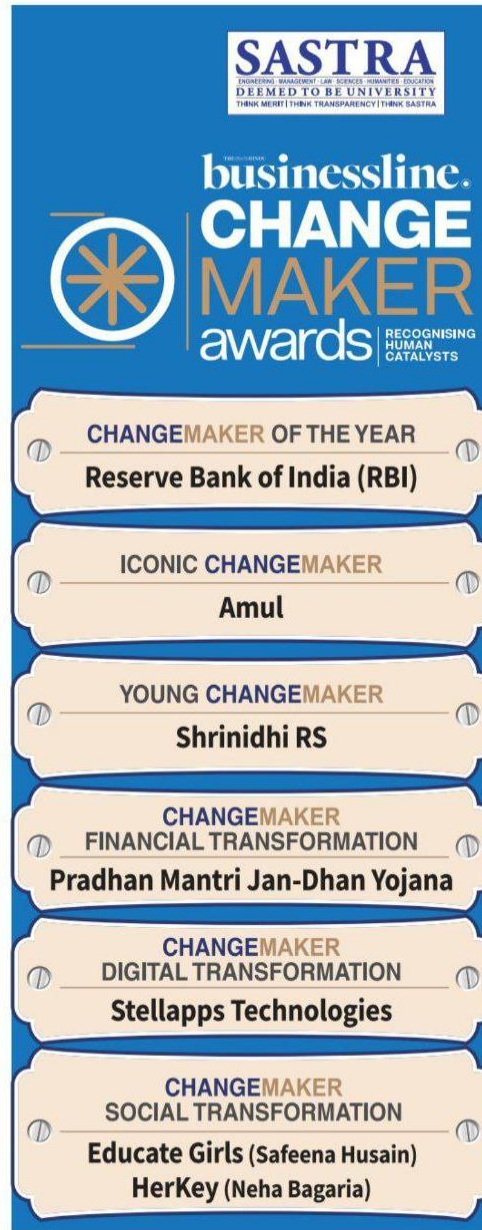 SASTRA
ENGINEERING · MANAGEMENT · LAW · SCIENCES · HUMANITIES · EDUCATION
DEEMED TO BE UNIVERSITY
THINK MERIT | THINK TRANSPARENCY | THINK SASTRA
businessline.
CHANGE
MAKER
awards
RECOGNISING
HUMAN
CATALYSTS
CHANGEMAKER OF THE YEAR
Reserve Bank of India (RBI)
ICONIC CHANGEMAKER
Amul
YOUNG CHANGEMAKER
Shrinidhi RS
CHANGEMAKER
FINANCIAL TRANSFORMATION
Pradhan Mantri Jan-Dhan Yojana
CHANGEMAKER
DIGITAL TRANSFORMATION
Stellapps Technologies
CHANGEMAKER
SOCIAL TRANSFORMATION
Educate Girls (Safeena Husain)
HerKey (Neha Bagaria)